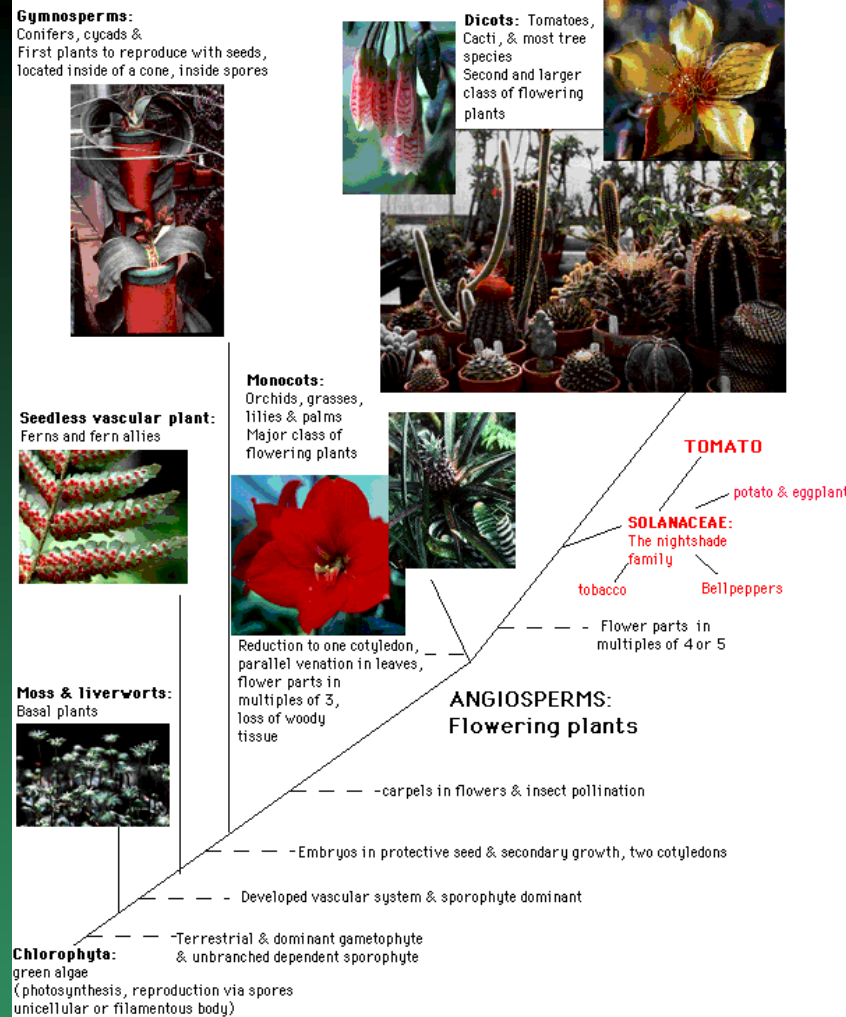 Gymnosperms:
Conifers, cycads &
First plants to reproduce with seeds,
located inside of a cone, inside spores
Dicots: Tomatoes,
Cacti, & most tree
species
Second and larger
class of flowering
plants
Monocots:
Orchids, grasses,
lilies & palms
Major class of
flowering plants
Seedless vascular plant:
Ferns and fern allies
TOMATO
potato & eggplant
SOLANACEAE:
The nightshade
family
tobacco
Bellpeppers
Flower parts in
multiples of 4 or 5
Reduction to one cotyledon,
parallel venation in leaves,
flower parts in
multiples of 3,
loss of woody
tissue
Moss & liverworts:
Basal plants
ANGIOSPERMS:
Flowering plants
carpels in flowers & insect pollination
Embryos in protective seed & secondary growth, two cotyledons
Developed vascular system & sporophyte dominant
Terrestrial & dominant gametophyte
& unbranched dependent sporophyte
Chlorophyta:
green algae
(photosynthesis, reproduction via spores
unicellular or filamentous body)